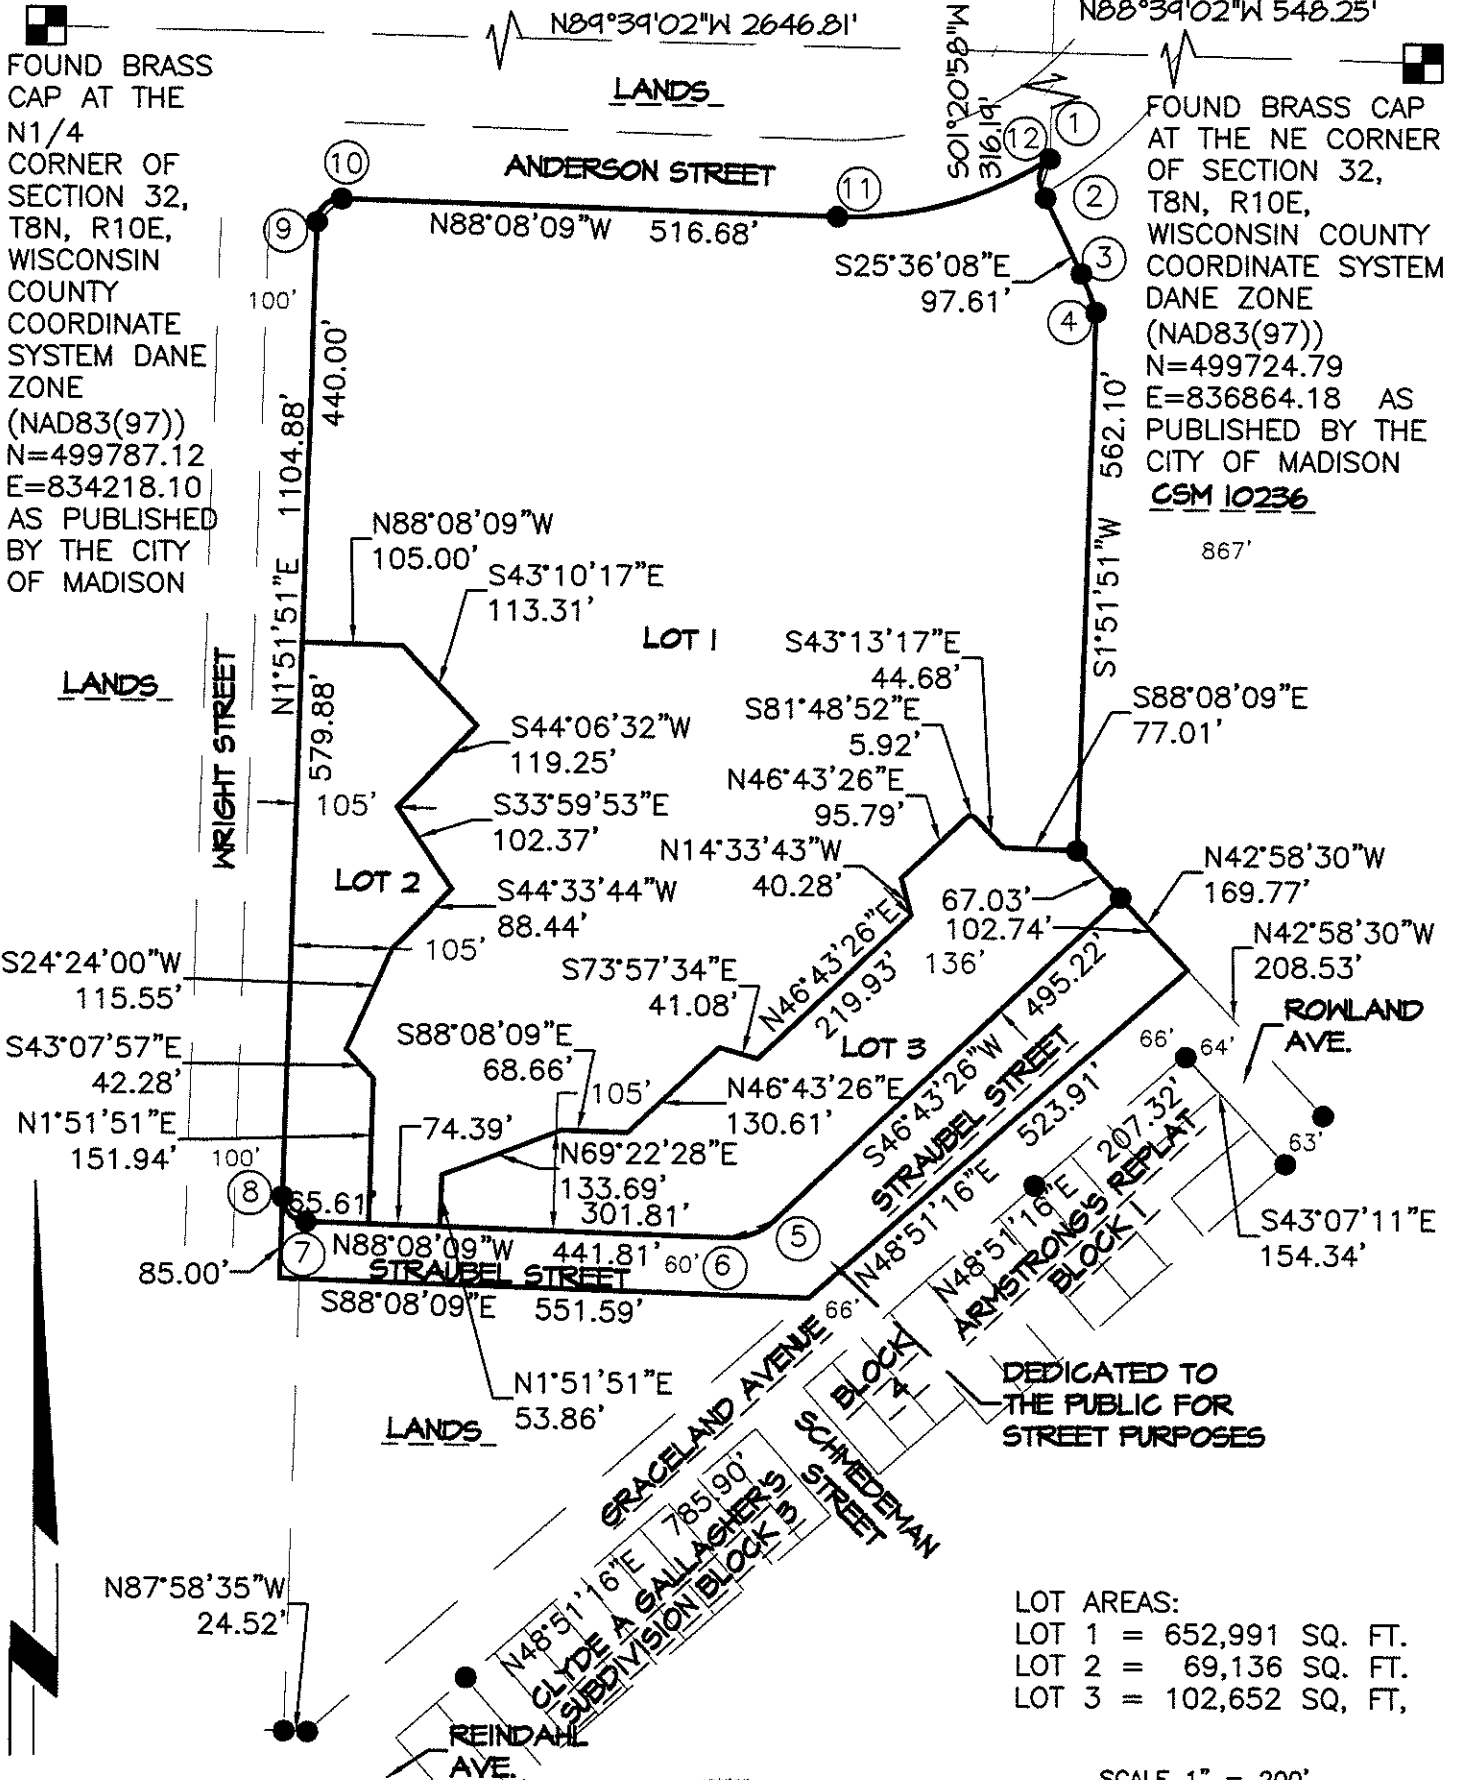 N89°39'02"W 2646.81'
S01°20'58"W
316.19'
N88°39'02"W 548.25'
FOUND BRASS
CAP AT THE
N1/4
CORNER OF
SECTION 32,
T8N, R10E,
WISCONSIN
COUNTY
COORDINATE
SYSTEM DANE
ZONE
(NAD83(97))
N=499787.12
E=834218.10
AS PUBLISHED
BY THE CITY
OF MADISON
LANDS
FOUND BRASS CAP
AT THE NE CORNER
OF SECTION 32,
T8N, R10E,
WISCONSIN COUNTY
COORDINATE SYSTEM
DANE ZONE
(NAD83(97))
N=499724.79
E=836864.18 AS
PUBLISHED BY THE
CITY OF MADISON
CSM 10236
867'
1
12
2
3
4
10
9
11
ANDERSON STREET
N88°08'09"W 516.68'
S25°36'08"E
97.61'
100'
440.00'
N1°51'51"E 1104.88'
579.88'
S1°51'51"W 562.10'
N88°08'09"W
105.00'
S43°10'17"E
113.31'
LOT 1
S43°13'17"E
44.68'
S81°48'52"E
5.92'
S88°08'09"E
77.01'
LANDS
WRIGHT STREET
S44°06'32"W
119.25'
105'
S33°59'53"E
102.37'
N46°43'26"E
95.79'
N14°33'43"W
40.28'
LOT 2
S44°33'44"W
88.44'
105'
67.03'
102.74'
136'
N42°58'30"W
169.77'
N42°58'30"W
208.53'
S24°24'00"W
115.55'
S73°57'34"E
41.08'
N46°43'26"E
219.93'
495.22'
S46°43'26"W
ROWLAND
AVE.
S43°07'57"E
42.28'
S88°08'09"E
68.66'
105'
LOT 3
N46°43'26"E
130.61'
STRAUBEL STREET
66'
64'
63'
N1°51'51"E
151.94'
74.39'
N69°22'28"E
133.69'
301.81'
N48°51'16"E 523.91'
N48°51'16"E 207.32'
ARMSTRONG'S REPLAT
BLOCK 1
S43°07'11"E
154.34'
100'
8
65.61'
7
85.00'
N88°08'09"W 441.81'
60'
6
5
STRAUBEL STREET
S88°08'09"E 551.59'
66'
N1°51'51"E
53.86'
LANDS
GRACELAND AVENUE
BLOCK
4
SCHMEDEMAN
STREET
DEDICATED TO
THE PUBLIC FOR
STREET PURPOSES
N48°51'16"E 785.90'
CLYDE A GALLAGHER'S
SUBDIVISION BLOCK 3
N87°58'35"W
24.52'
REINDAHL
AVE.
LOT AREAS:
LOT 1 = 652,991 SQ. FT.
LOT 2 = 69,136 SQ. FT.
LOT 3 = 102,652 SQ, FT,
SCALE 1" = 200'